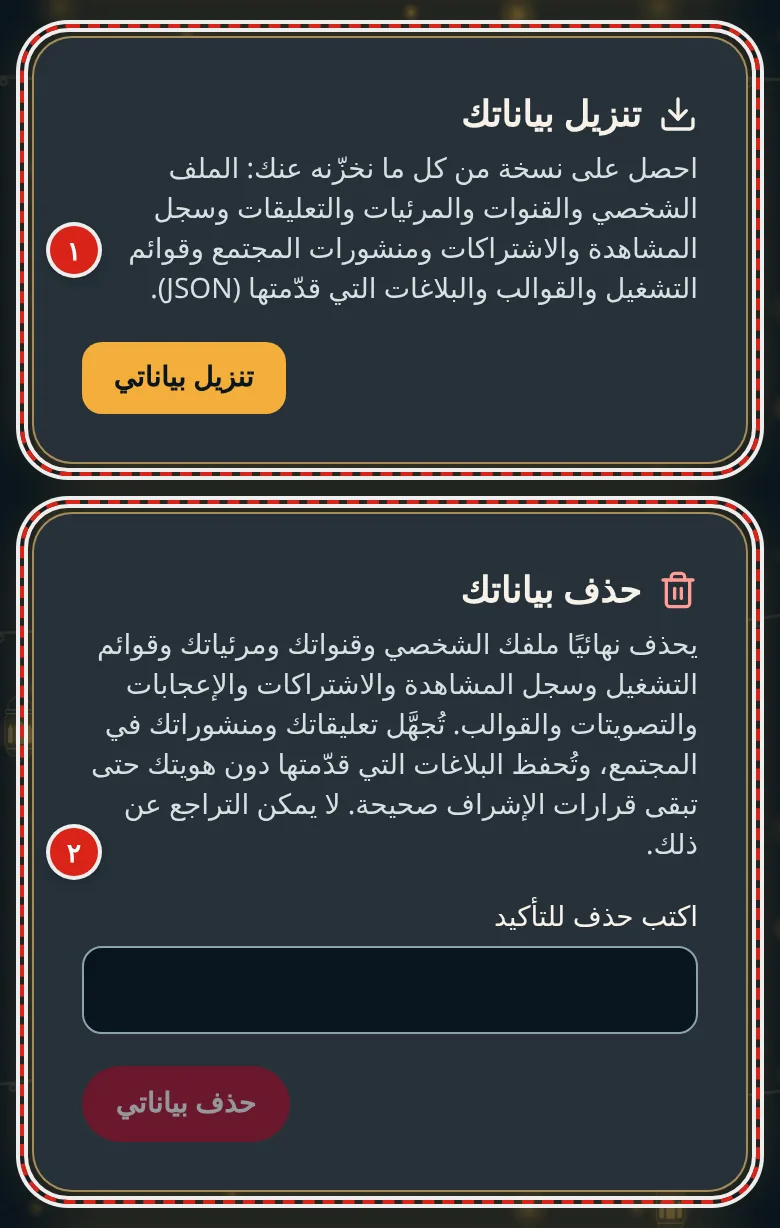 تنزيل بياناتك
احصل على نسخة من كل ما نخزّنه عنك: الملف
الشخصي والقنوات والمرئيات والتعليقات وسجل
المشاهدة والاشتراكات ومنشورات المجتمع وقوائم
التشغيل والقوالب والبلاغات التي قدّمتها (JSON).
١
تنزيل بياناتي
حذف بياناتك
يحذف نهائيًا ملفك الشخصي وقنواتك ومرئياتك وقوائم
التشغيل وسجل المشاهدة والاشتراكات والإعجابات
والتصويتات والقوالب. تُجهَّل تعليقاتك ومنشوراتك في
المجتمع، وتُحفظ البلاغات التي قدّمتها دون هويتك حتى
تبقى قرارات الإشراف صحيحة. لا يمكن التراجع عن
ذلك.
٢
اكتب حذف للتأكيد
حذف بياناتي